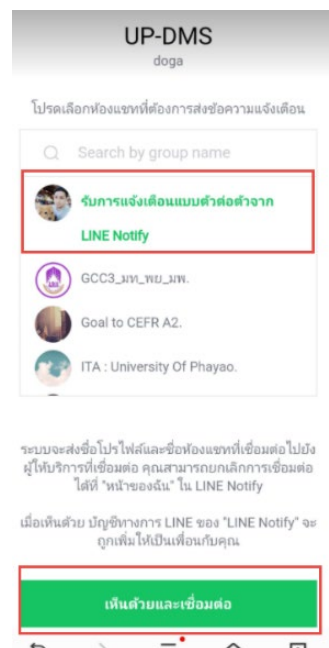 UP-DMS
doga
โปรดเลือกห้องแชทที่ต้องการส่งข้อความแจ้งเตือน
Search by group name
รับการแจ้งเตือนแบบตัวต่อตัวจาก
LINE Notify
GCC3_มท_พย_มพ.
Goal to CEFR A2.
ITA : University Of Phayao.
ระบบจะส่งชื่อโปรไฟล์และชื่อห้องแชทที่เชื่อมต่อไปยัง
ผู้ให้บริการที่เชื่อมต่อ คุณสามารถยกเลิกการเชื่อมต่อ
ได้ที่ "หน้าของฉัน" ใน LINE Notify
เมื่อเห็นด้วย บัญชีทางการ LINE ของ "LINE Notify" จะ
ถูกเพิ่มให้เป็นเพื่อนกับคุณ
เห็นด้วยและเชื่อมต่อ